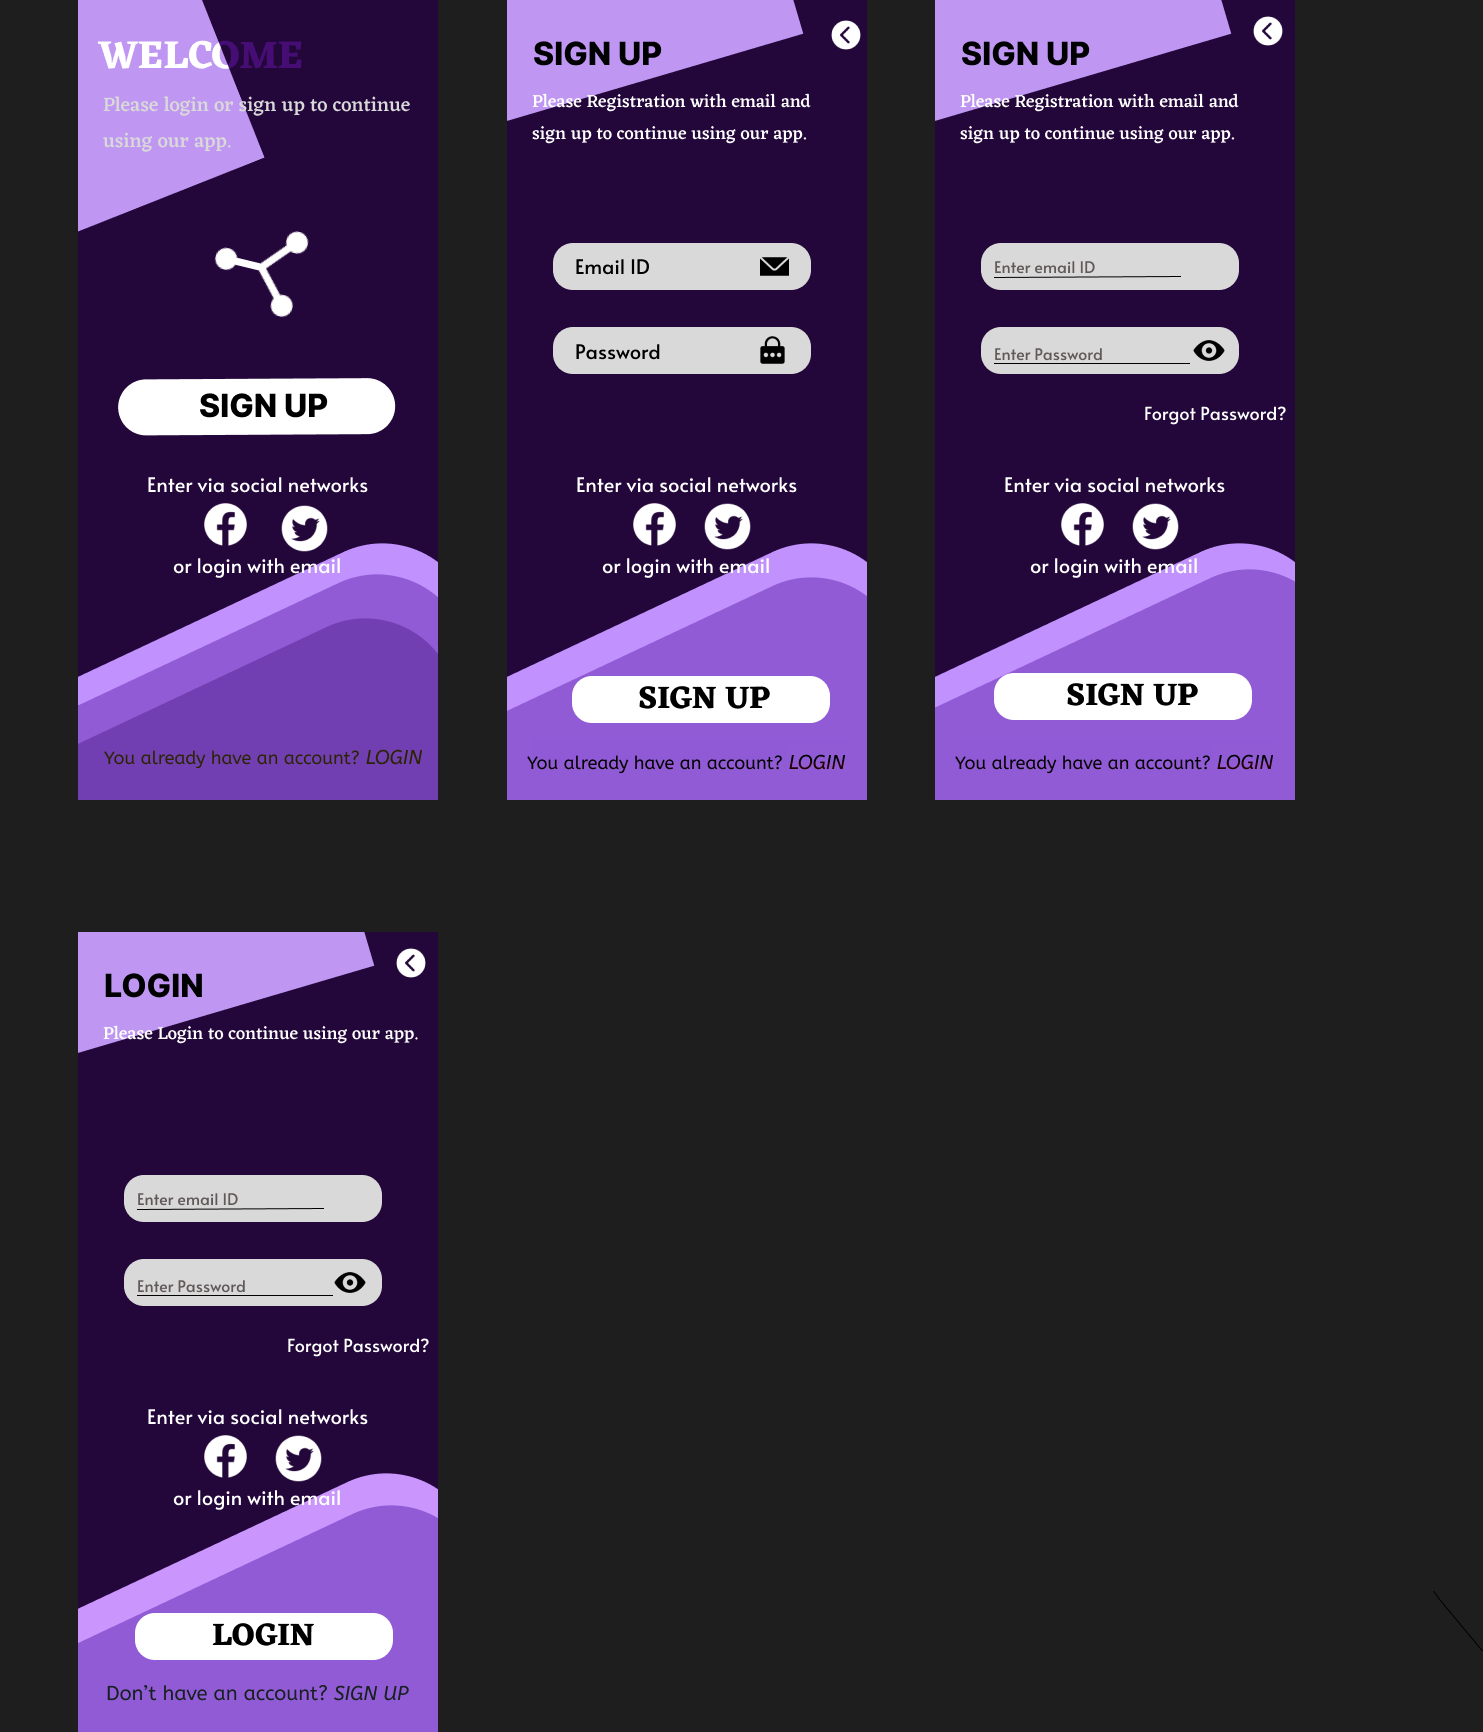 WELCOME
Please login or sign up to continue
using our app.
SIGN UP
Enter via social networks
or login with email
You already have an account? LOGIN
SIGN UP
Please Registration with email and
sign up to continue using our app.
Email ID
Password
Enter via social networks
or login with email
SIGN UP
You already have an account? LOGIN
SIGN UP
Please Registration with email and
sign up to continue using our app.
Enter email ID
Enter Password
Forgot Password?
Enter via social networks
or login with email
SIGN UP
You already have an account? LOGIN
LOGIN
Please Login to continue using our app.
Enter email ID
Enter Password
Forgot Password?
Enter via social networks
or login with email
LOGIN
Don't have an account? SIGN UP